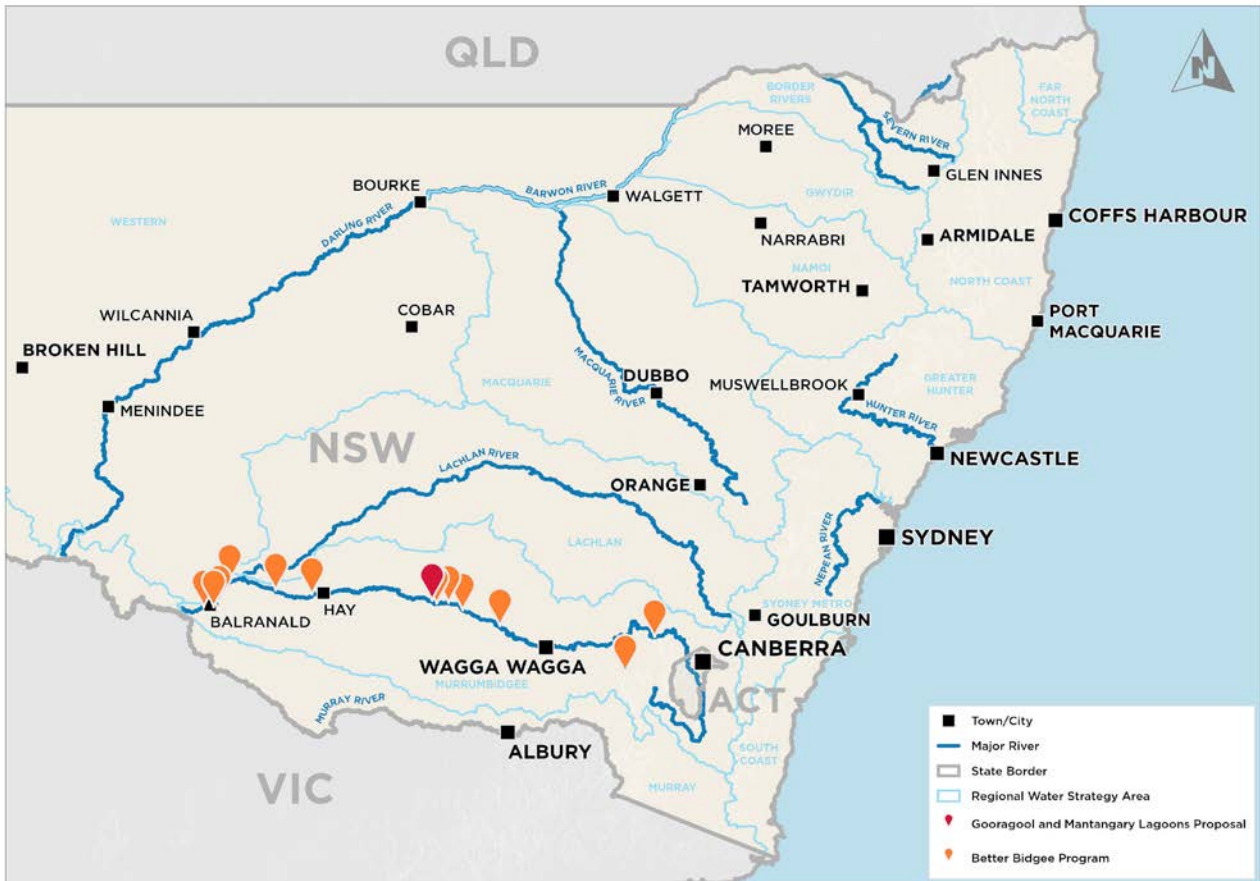 QLD
N
BORDER
RIVERS
FAR
NORTH
COAST
MOREE
SEVERN RIVER
GLEN INNES
BOURKE
BARWON RIVER
WALGETT
GWYDIR
WESTERN
DARLING RIVER
NARRABRI
ARMIDALE
COFFS HARBOUR
NAMOI
TAMWORTH
NORTH COAST
WILCANNIA
COBAR
PORT
MACQUARIE
BROKEN HILL
MENINDEE
MACQUARIE
MACQUARIE RIVER
DUBBO
MUSWELLBROOK
GREATER
HUNTER
HUNTER RIVER
NSW
LACHLAN RIVER
ORANGE
NEWCASTLE
SYDNEY
NEPEAN RIVER
LACHLAN
BALRANALD
HAY
SYDNEY METRO
GOULBURN
WAGGA WAGGA
CANBERRA
MURRUMBIDGEE
ACT
MURRAY RIVER
ALBURY
SOUTH
COAST
VIC
MURRAY
Town/City
Major River
State Border
Regional Water Strategy Area
Gooragool and Mantangary Lagoons Proposal
Better Bidgee Program